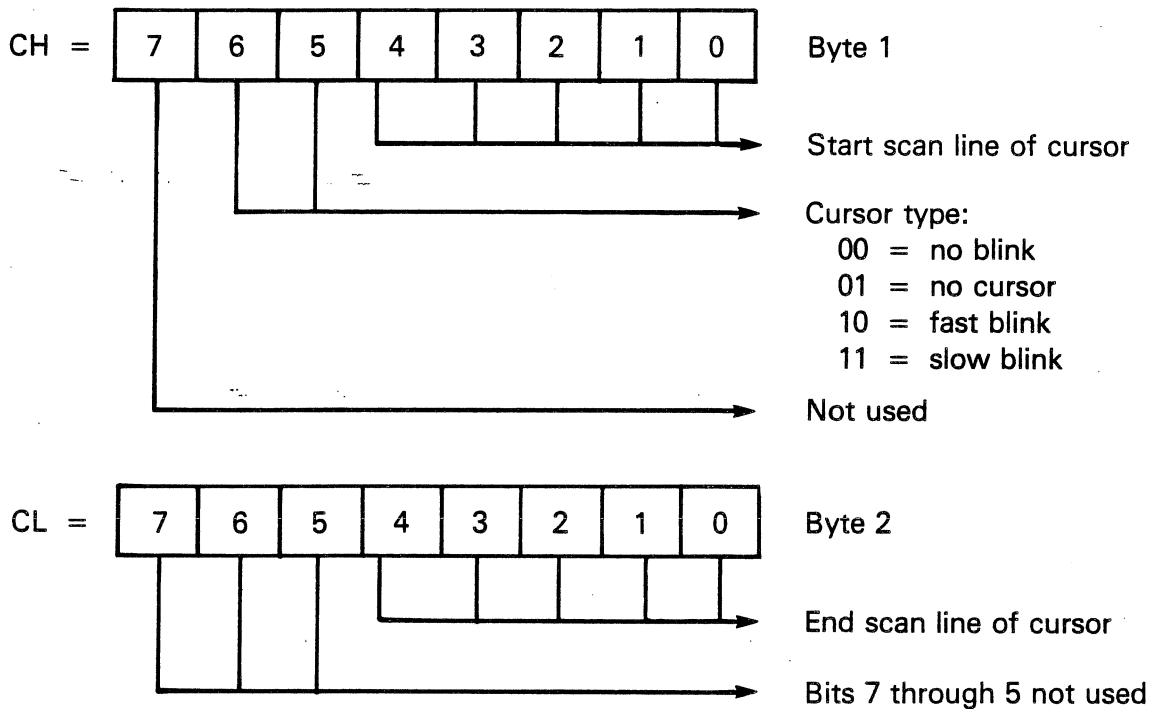 CH = 7 6 5 4 3 2 1 0 Byte 1
Start scan line of cursor
Cursor type:
00 = no blink
01 = no cursor
10 = fast blink
11 = slow blink
Not used
CL = 7 6 5 4 3 2 1 0 Byte 2
End scan line of cursor
Bits 7 through 5 not used